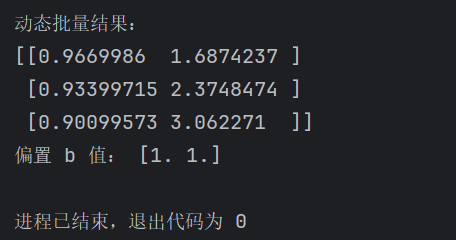 动态批量结果：
[[0.9669986  1.6874237 ]
 [0.93399715 2.3748474 ]
 [0.90099573 3.062271  ]]
偏置 b 值： [1. 1.]
进程已结束，退出代码为 0